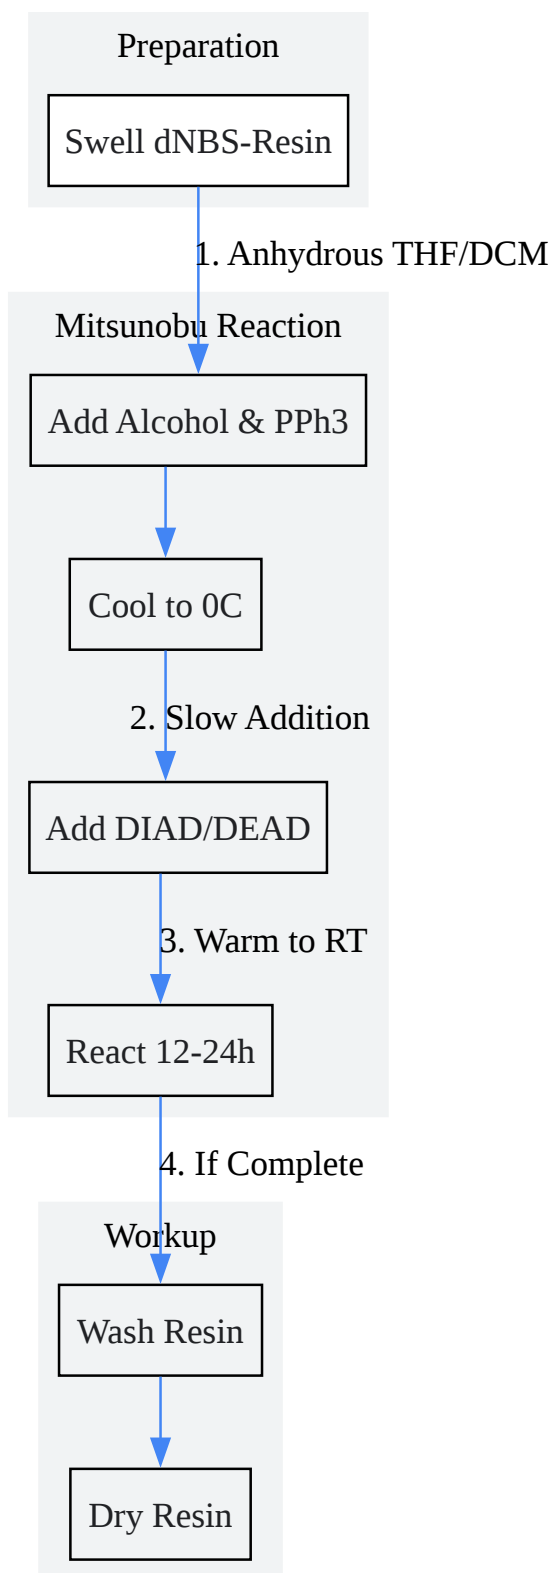 Preparation
Swell dNBS-Resin
1. Anhydrous THF/DCM
Mitsunobu Reaction
Add Alcohol & PPh3
Cool to 0C
2. Slow Addition
Add DIAD/DEAD
3. Warm to RT
React 12-24h
4. If Complete
Workup
Wash Resin
Dry Resin